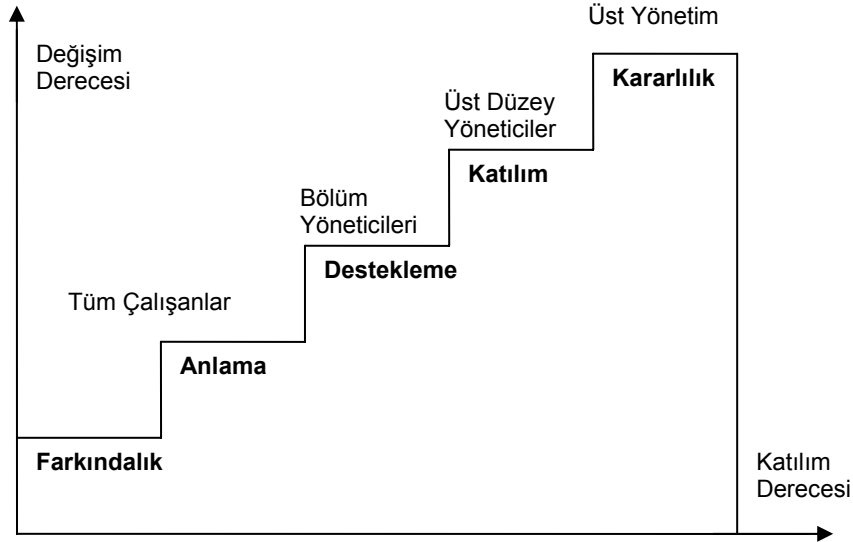 Üst Yönetim
Değişim
Derecesi
Kararlılık
Üst Düzey
Yöneticiler
Katılım
Bölüm
Yöneticileri
Destekleme
Tüm Çalışanlar
Anlama
Farkındalık
Katılım
Derecesi